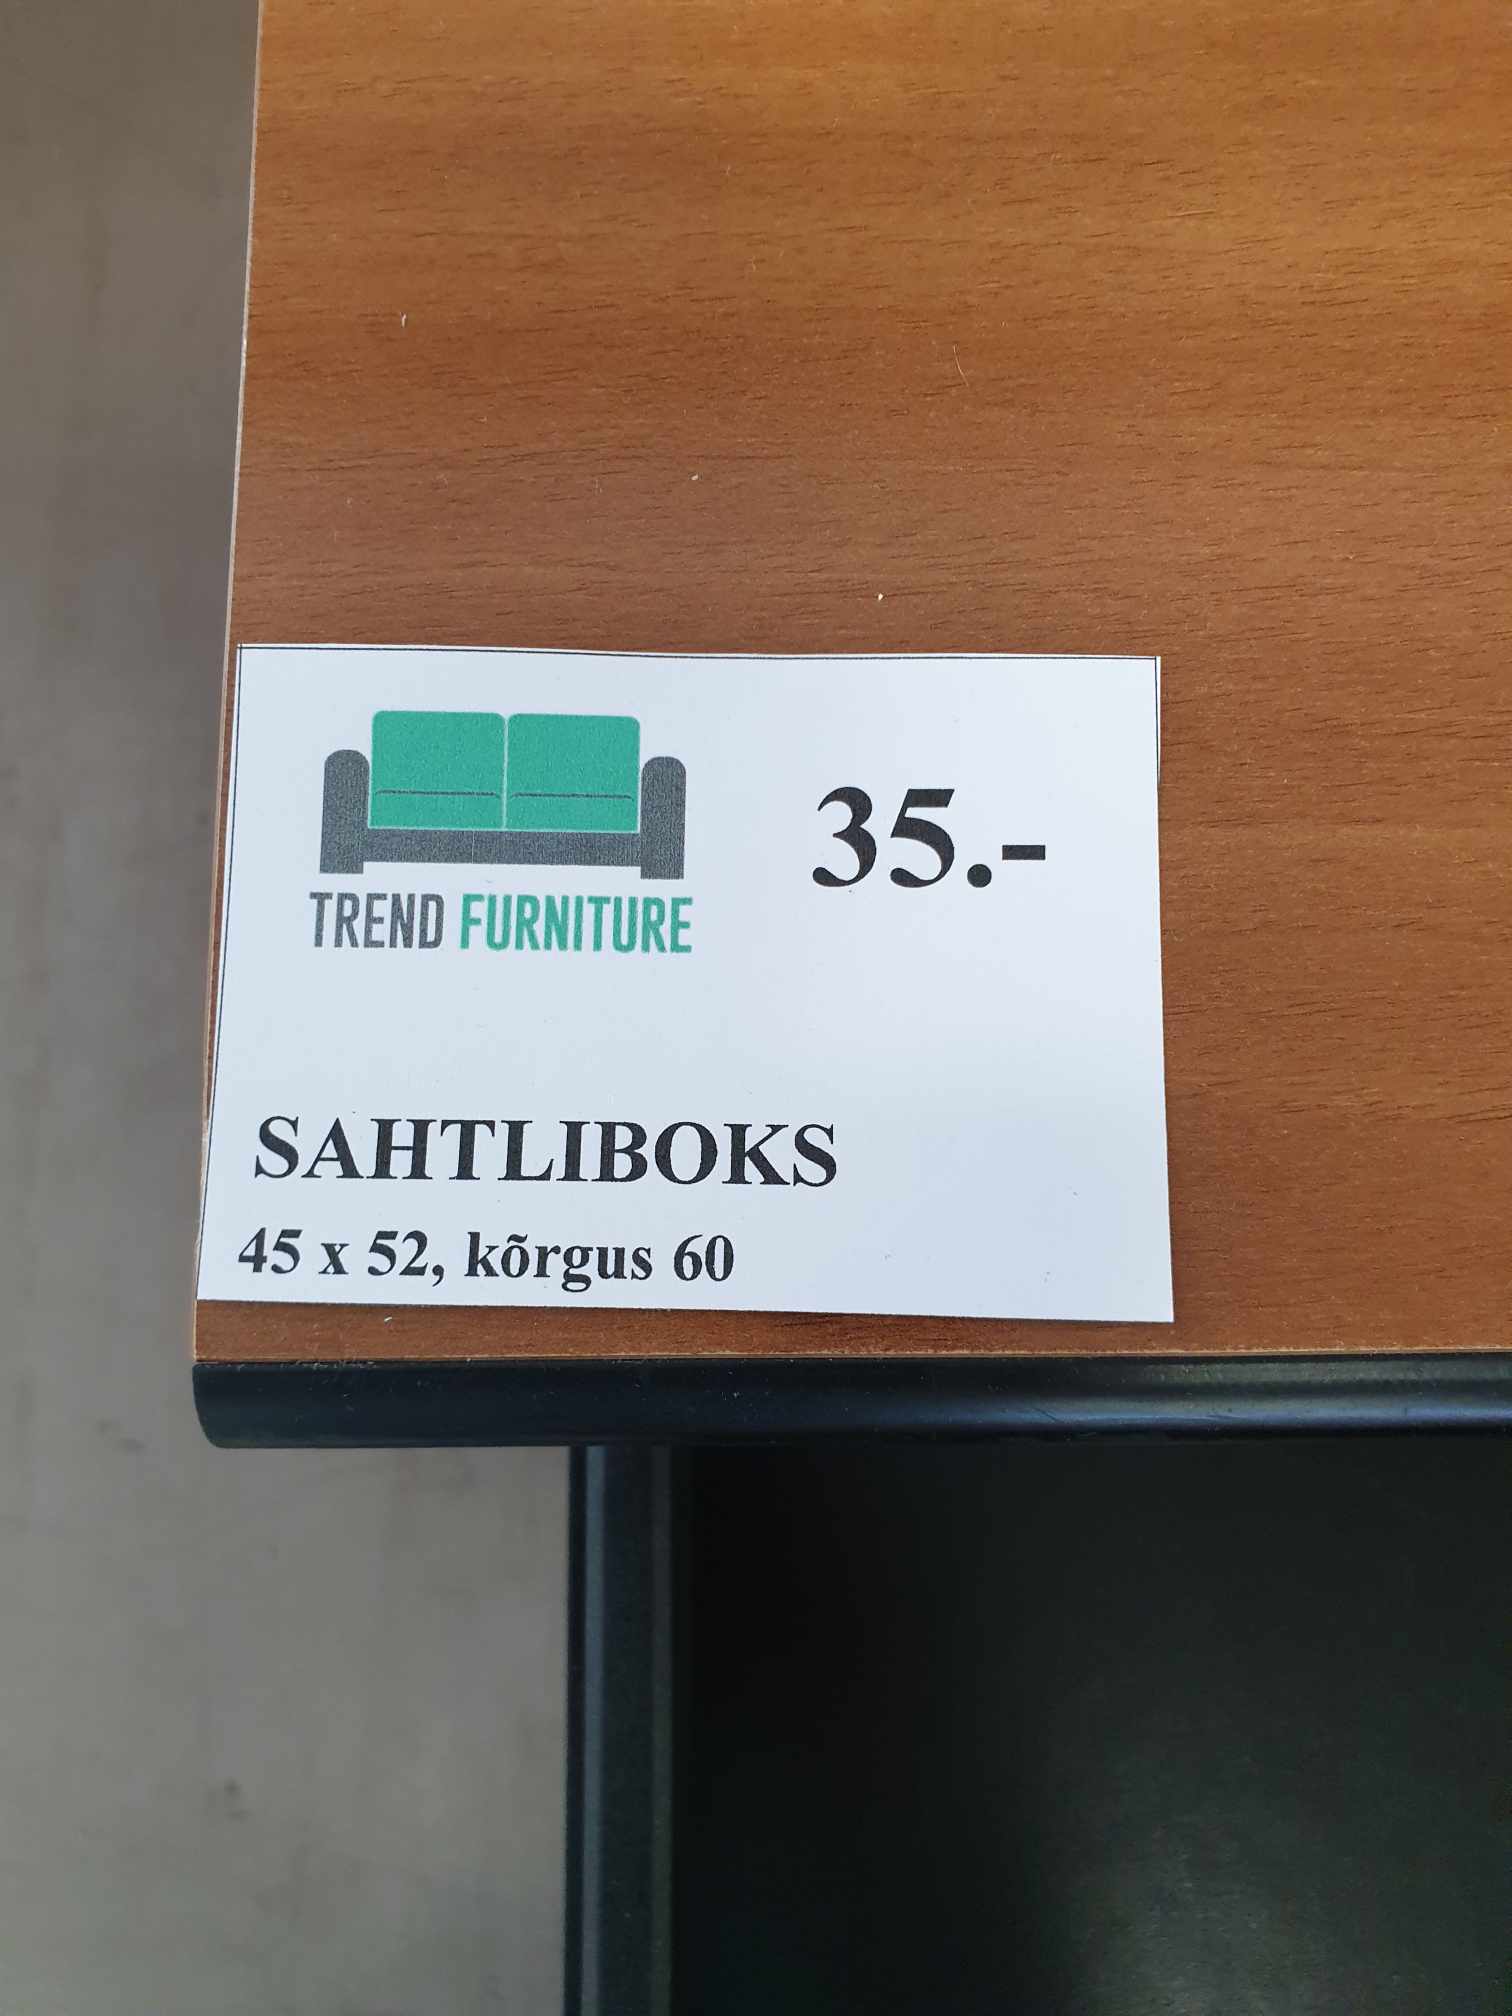 TREND FURNITURE
35.-
SAHTLIBOKS
45 x 52, kõrgus 60